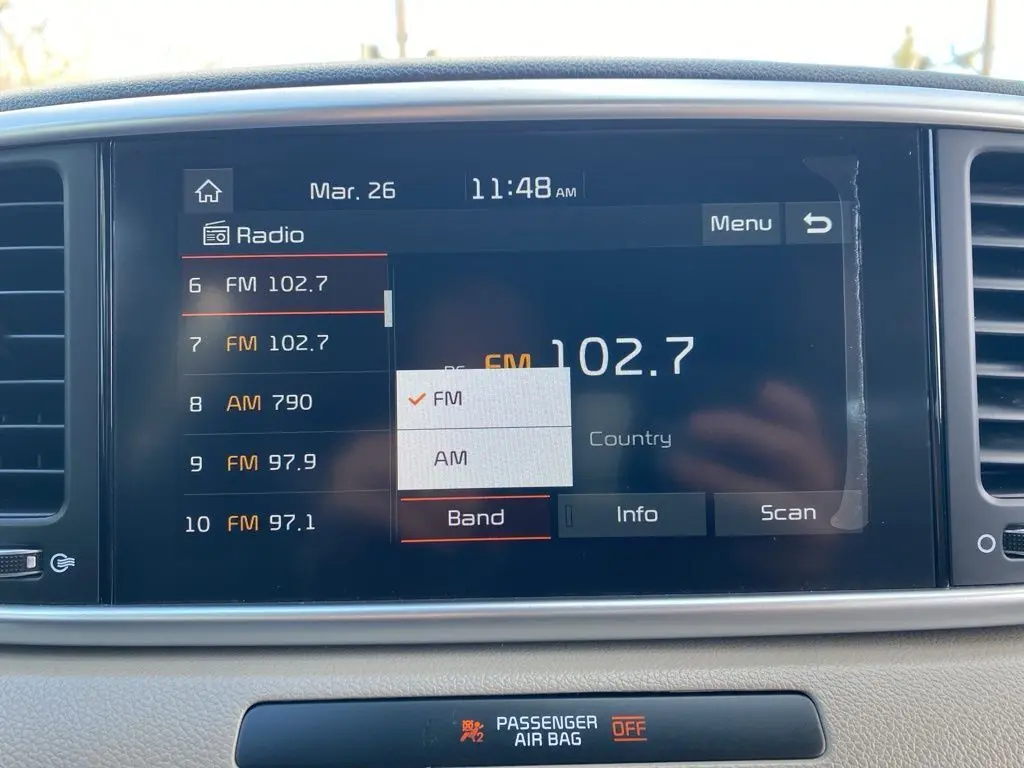 Mar. 26 11:48 AM
Radio
Menu
6 FM 102.7
7 FM 102.7
8 AM 790
9 FM 97.9
10 FM 97.1
FM 102.7
FM
AM
Country
Band Info Scan
PASSENGER
AIR BAG OFF
2